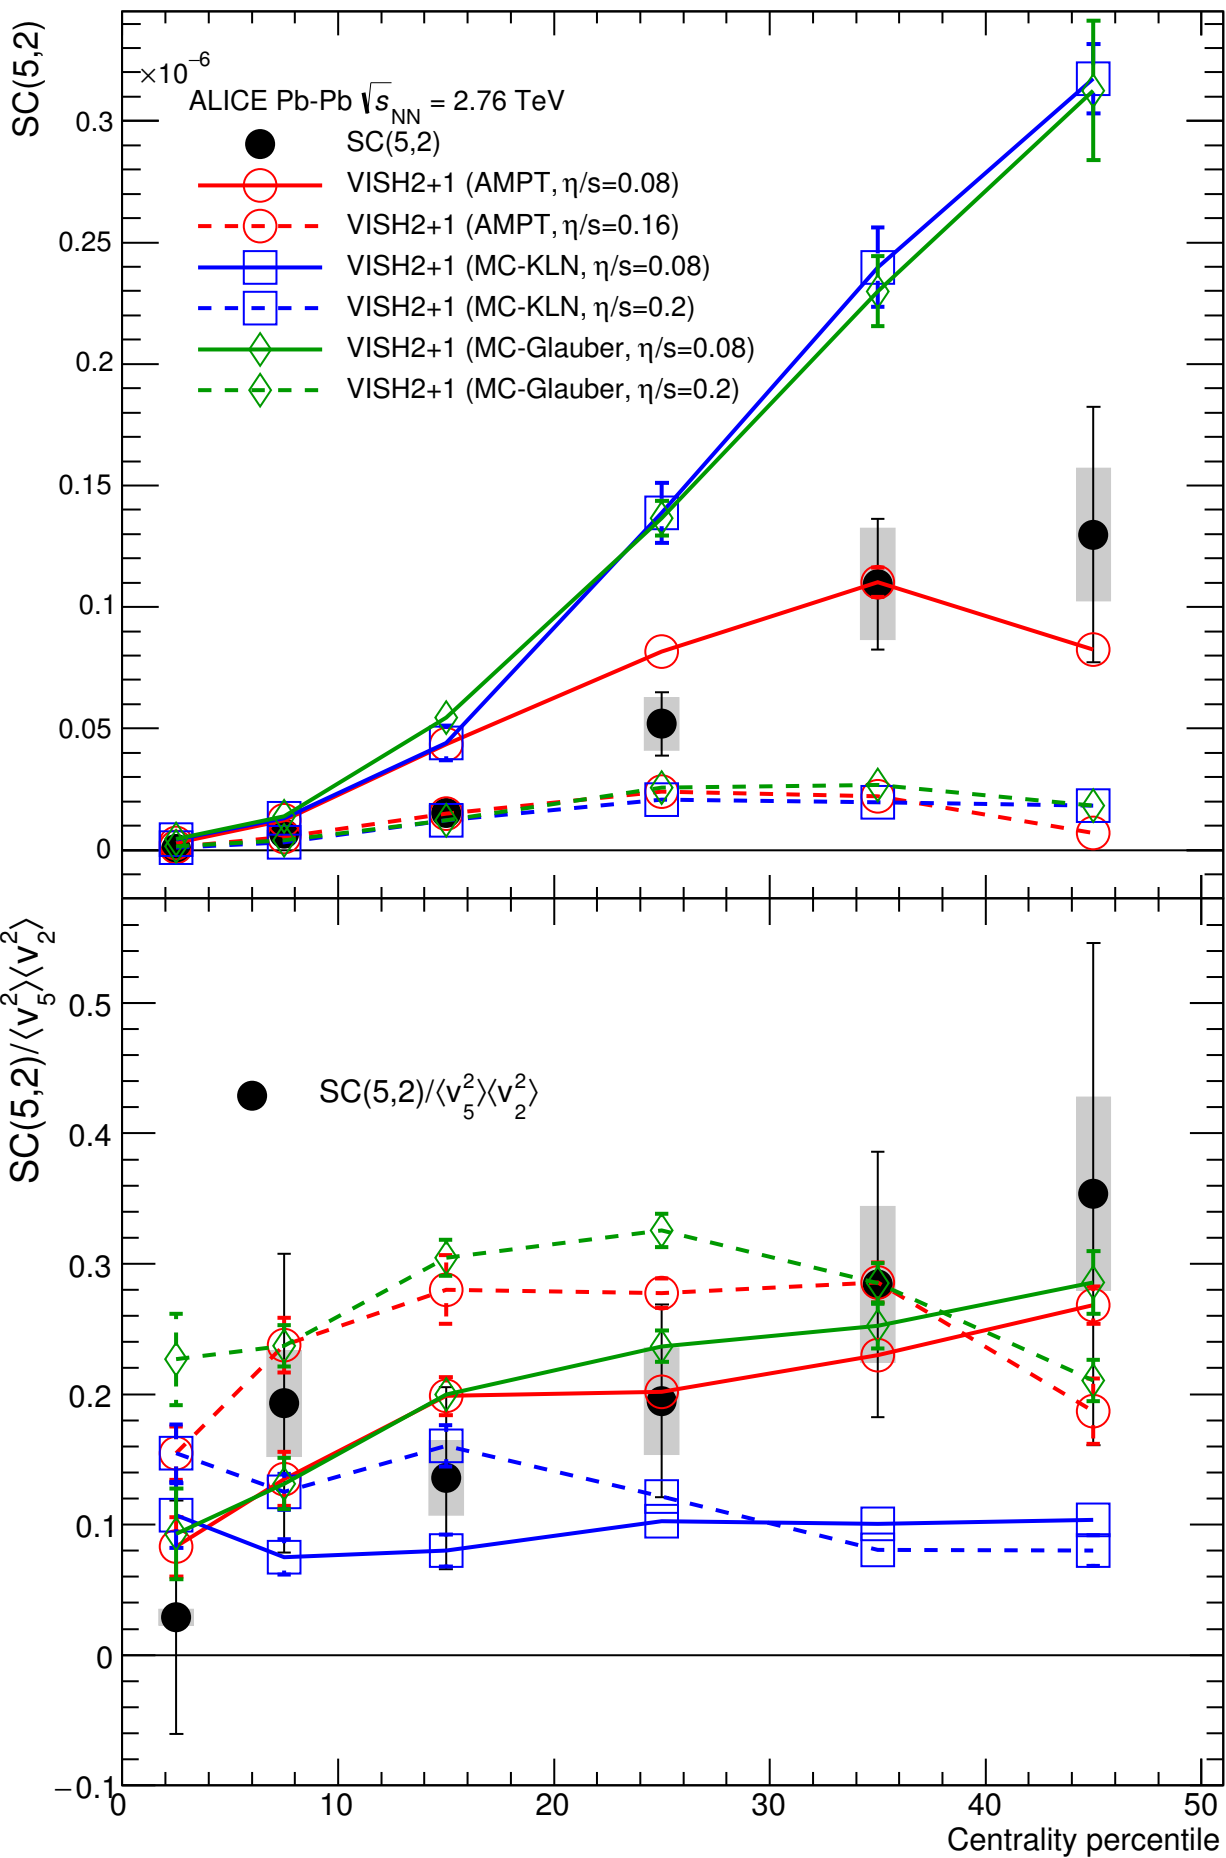 SC(5,2)
×10⁻⁶
ALICE Pb-Pb √s_NN = 2.76 TeV
SC(5,2)
VISH2+1 (AMPT, η/s=0.08)
VISH2+1 (AMPT, η/s=0.16)
VISH2+1 (MC-KLN, η/s=0.08)
VISH2+1 (MC-KLN, η/s=0.2)
VISH2+1 (MC-Glauber, η/s=0.08)
VISH2+1 (MC-Glauber, η/s=0.2)
0.3
0.25
0.2
0.15
0.1
0.05
0
SC(5,2)/⟨v₅²⟩⟨v₂²⟩
SC(5,2)/⟨v₅²⟩⟨v₂²⟩
0.5
0.4
0.3
0.2
0.1
0
−0.1
0 10 20 30 40 50
Centrality percentile